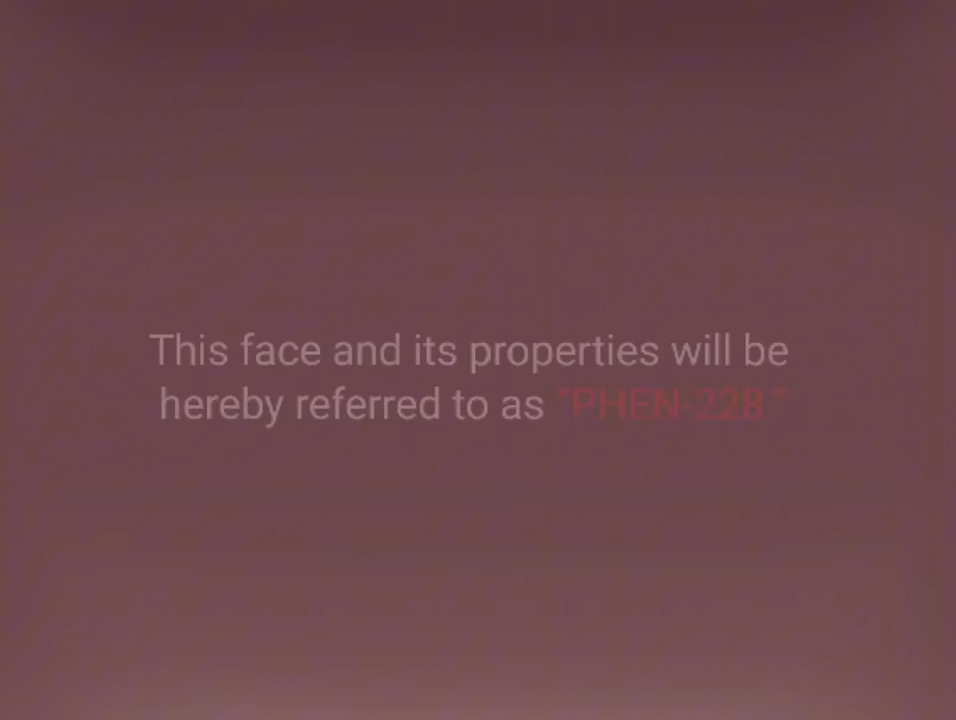 This face and its properties will be
hereby referred to as "PHEN-228"